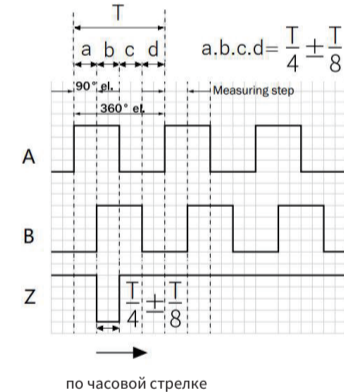 T
a b c d
a.b.c.d= T/4 ± T/8
90° el.
Measuring step
360° el.
A
B
Z
T/4 ± T/8
по часовой стрелке